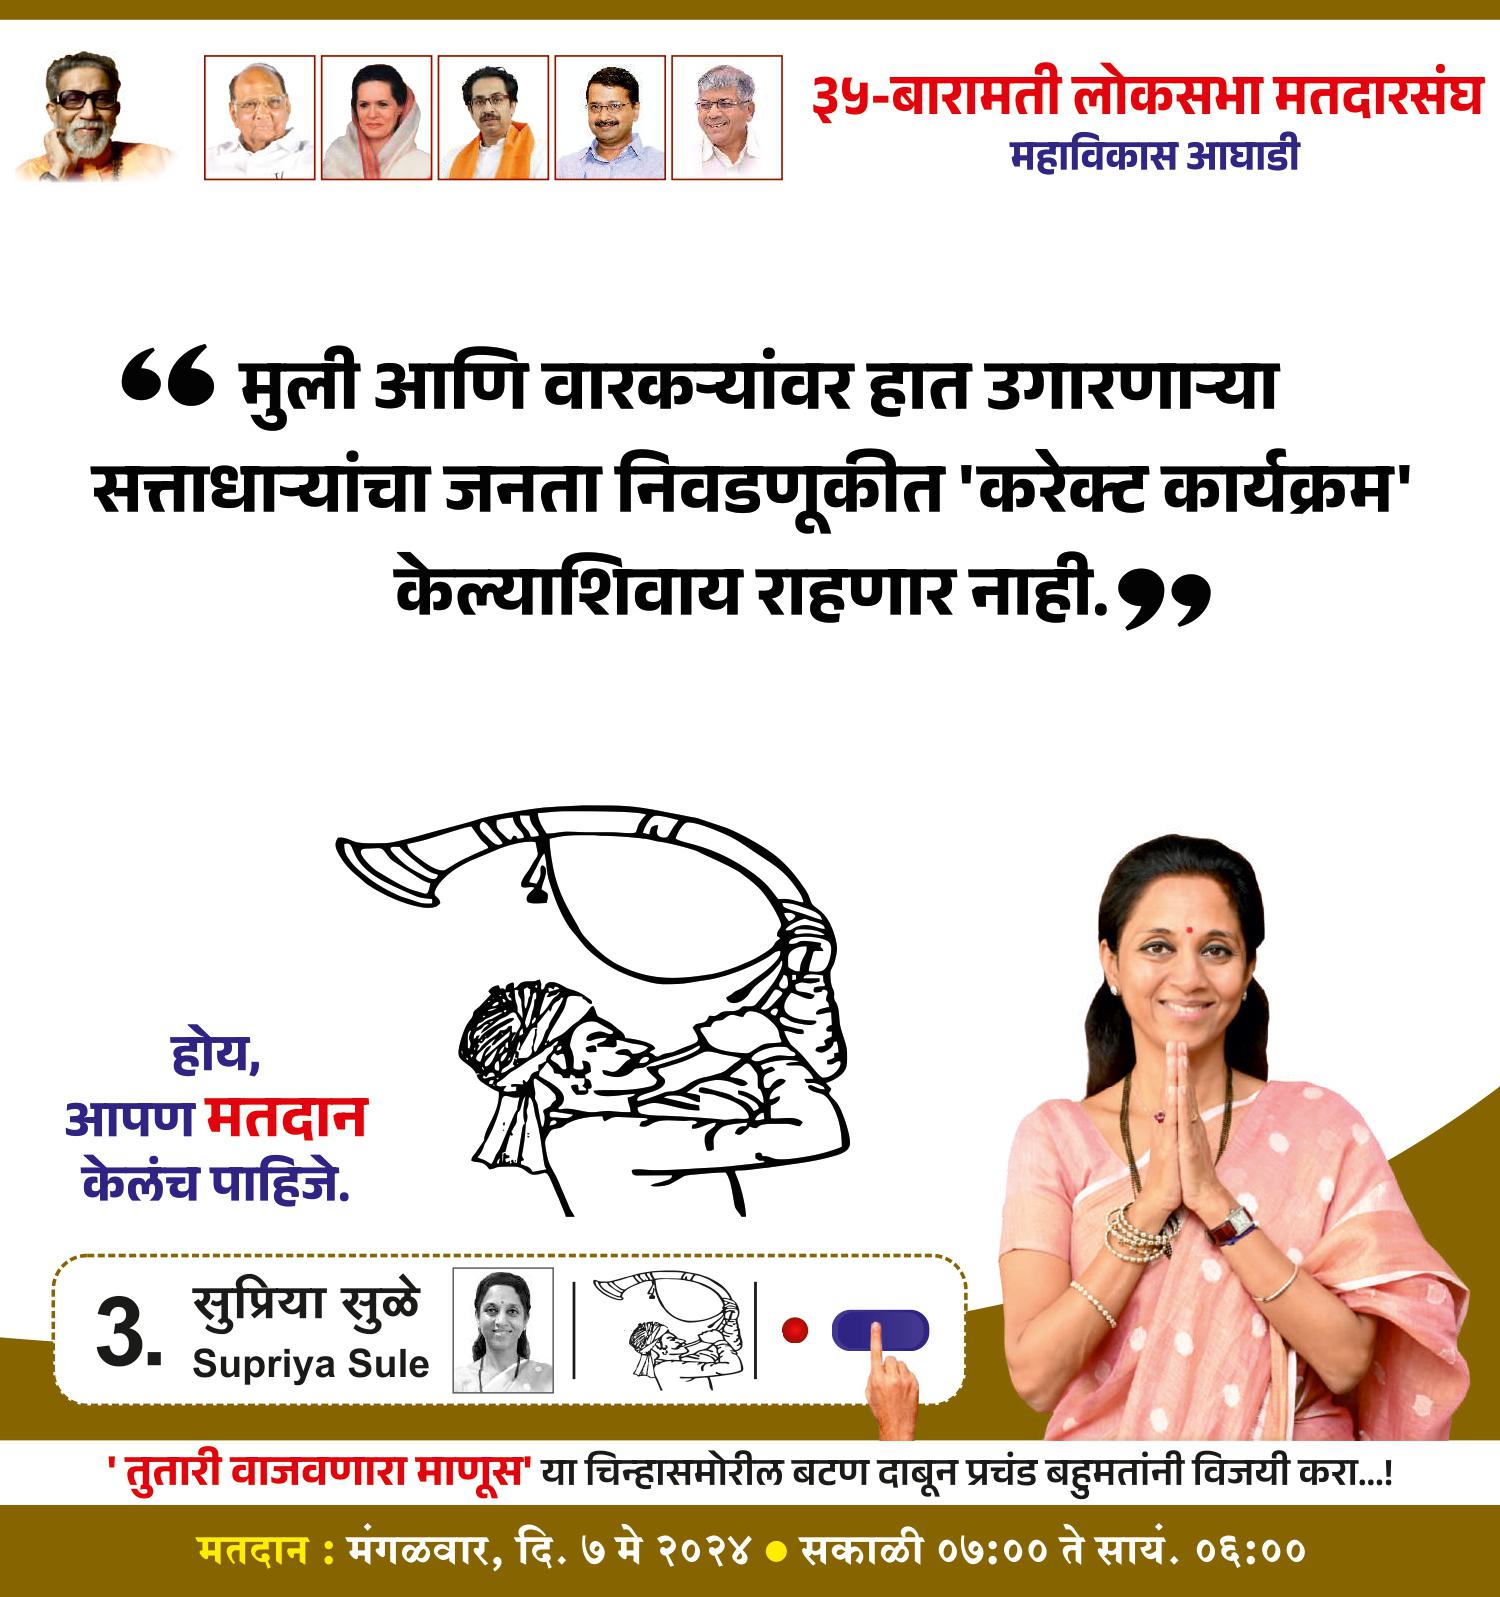 ३५-बारामती लोकसभा मतदारसंघ
महाविकास आघाडी
“ मुली आणि वारकऱ्यांवर हात उगारणाऱ्या
सत्ताधाऱ्यांचा जनता निवडणूकीत 'करेक्ट कार्यक्रम'
केल्याशिवाय राहणार नाही.”
होय,
आपण मतदान
केलंच पाहिजे.
3. सुप्रिया सुळे
Supriya Sule
' तुतारी वाजवणारा माणूस' या चिन्हासमोरील बटण दाबून प्रचंड बहुमतांनी विजयी करा...!
मतदान : मंगळवार, दि. ७ मे २०२४ ● सकाळी ०७:०० ते सायं. ०६:००